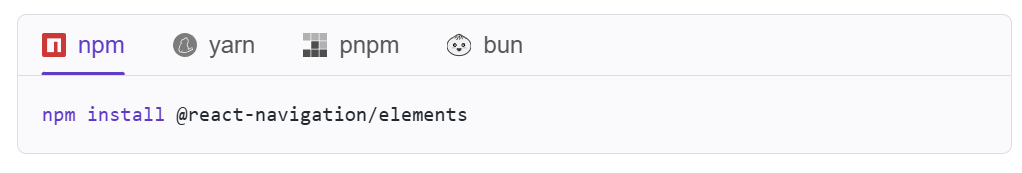 npm yarn pnpm bun
npm install @react-navigation/elements